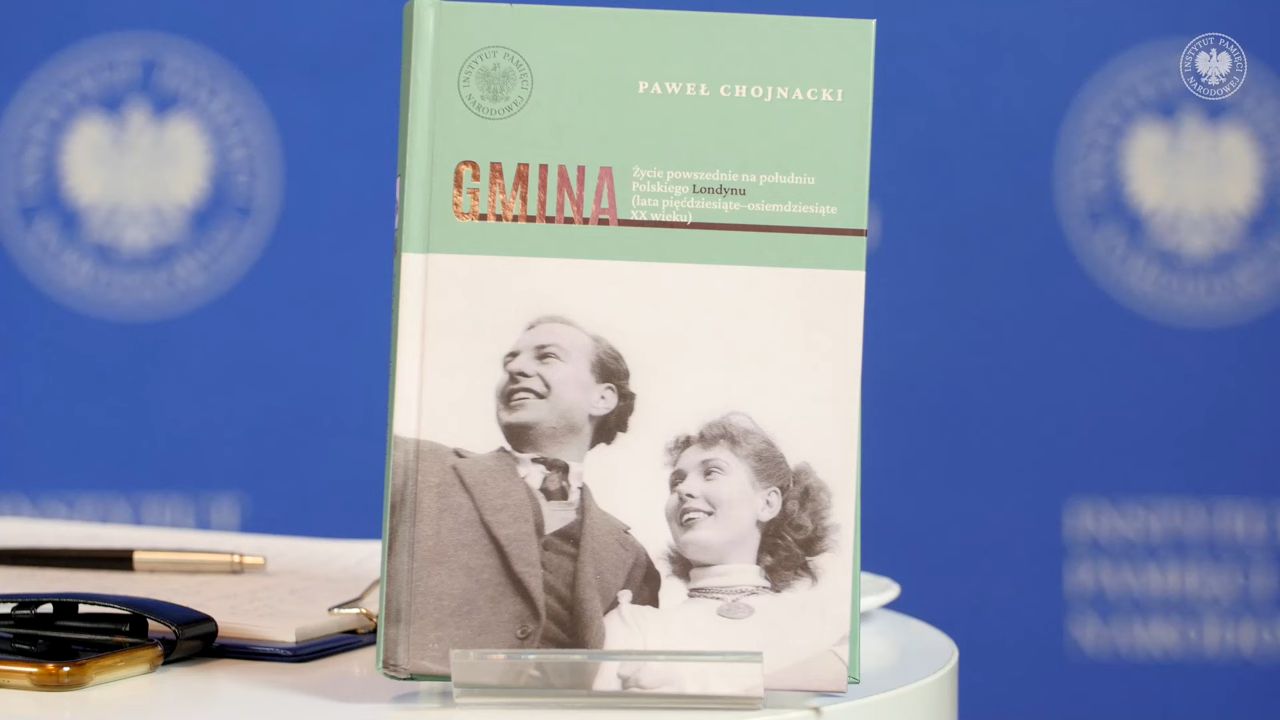 INSTYTUT PAMIĘCI NARODOWEJ
INSTYTUT PAMIĘCI NARODOWEJ
PAWEŁ CHOJNACKI
GMINA
Życie powszednie na południu
Polskiego Londynu
(lata pięćdziesiąte–osiemdziesiąte
XX wieku)